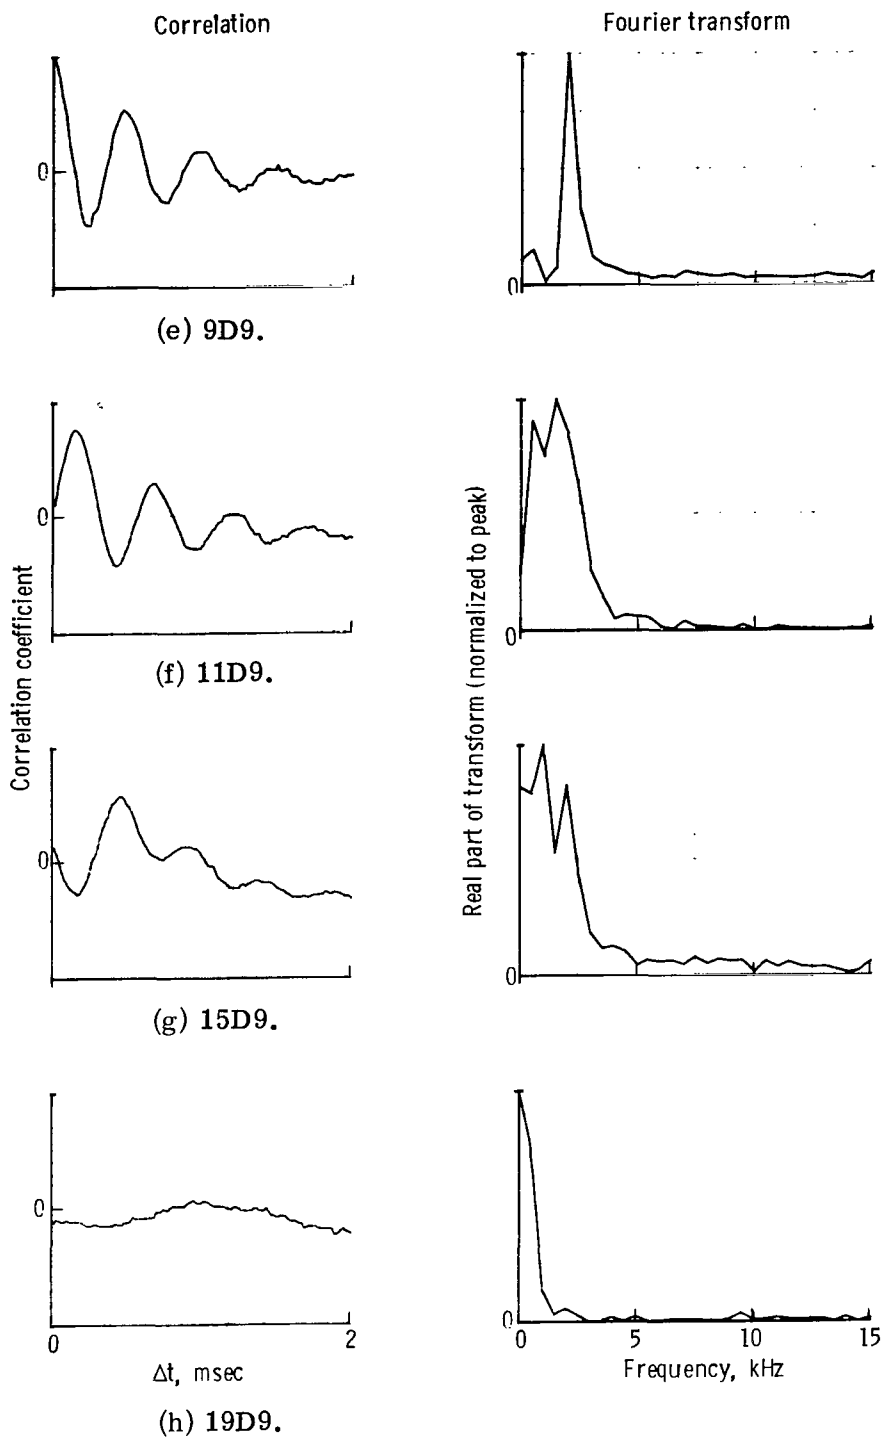 Correlation
Fourier transform
0
0
(e) 9D9.
0
0
(f) 11D9.
Correlation coefficient
Real part of transform (normalized to peak)
0
0
(g) 15D9.
0
0
0
2
0
5
10
15
Δt, msec
Frequency, kHz
(h) 19D9.